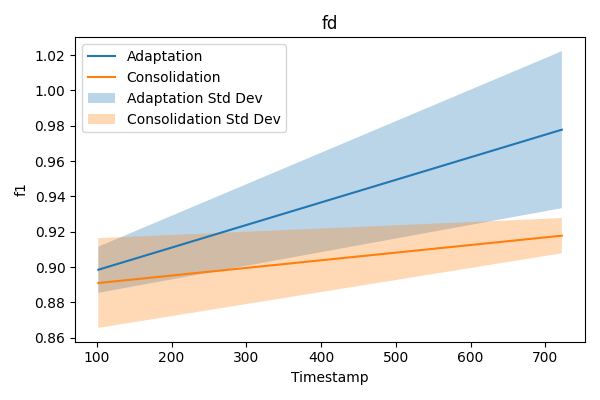 fd
Adaptation
Consolidation
Adaptation Std Dev
Consolidation Std Dev
1.02
1.00
0.98
0.96
0.94
0.92
0.90
0.88
0.86
f1
100 200 300 400 500 600 700
Timestamp